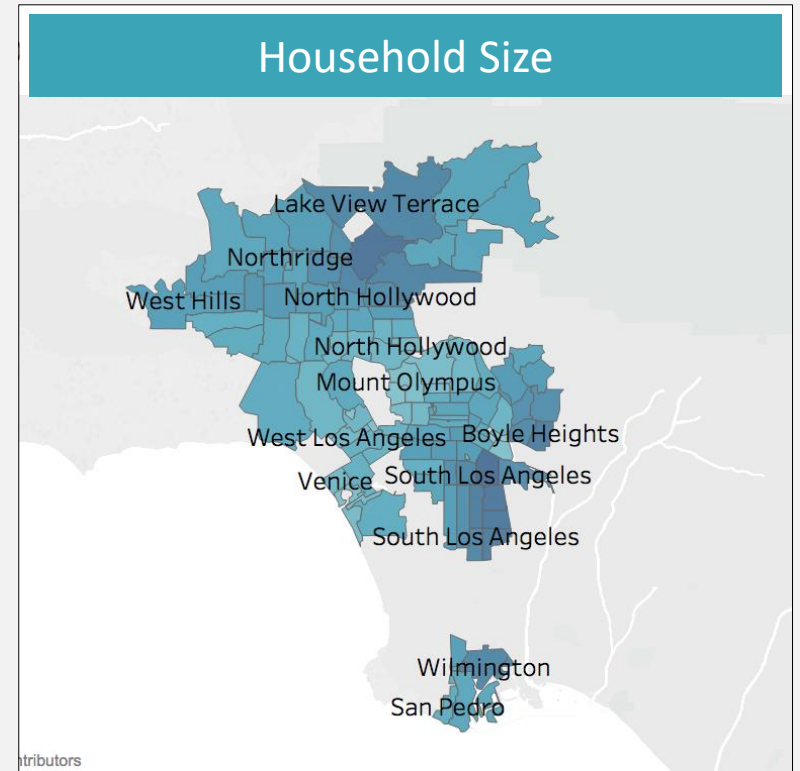 Household Size
Lake View Terrace
Northridge
West Hills
North Hollywood
North Hollywood
Mount Olympus
West Los Angeles
Boyle Heights
Venice
South Los Angeles
South Los Angeles
Wilmington
San Pedro
ntributors